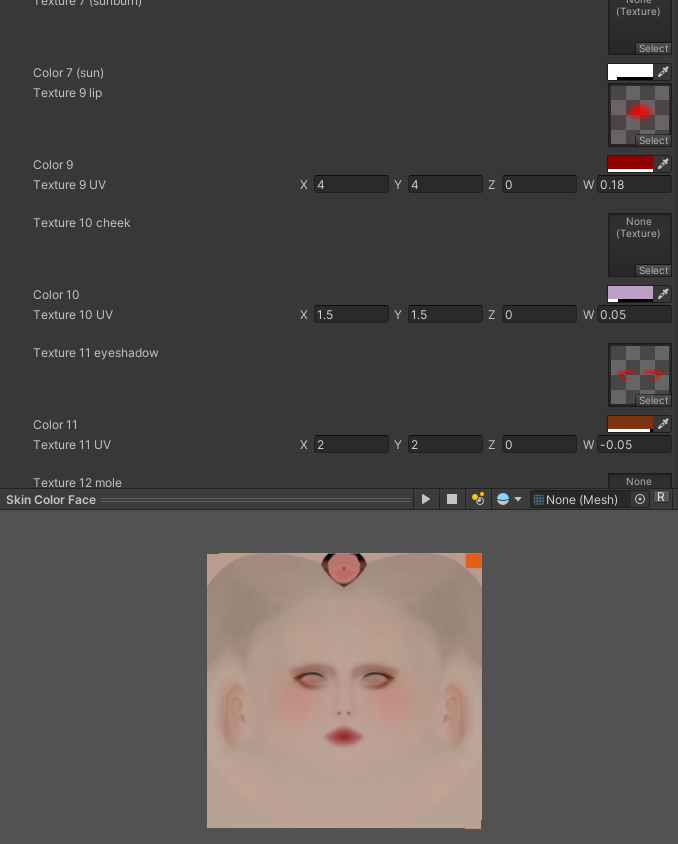 Texture 7 (sunburn)
None
(Texture)
Select
Color 7 (sun)
Texture 9 lip
Select
Color 9
Texture 9 UV X 4 Y 4 Z 0 W 0.18
Texture 10 cheek
None
(Texture)
Select
Color 10
Texture 10 UV X 1.5 Y 1.5 Z 0 W 0.05
Texture 11 eyeshadow
Select
Color 11
Texture 11 UV X 2 Y 2 Z 0 W -0.05
Texture 12 mole
None
Skin Color Face None (Mesh) R